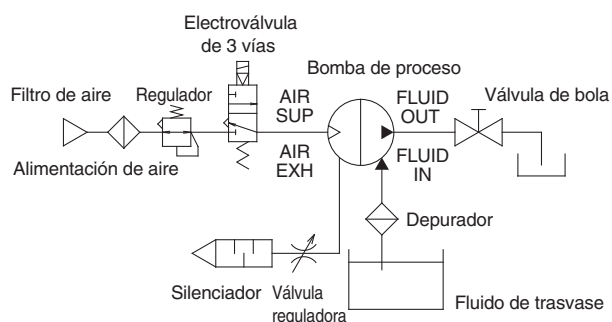 Electroválvula
de 3 vías
Bomba de proceso
Filtro de aire
Regulador
AIR
SUP
FLUID
OUT
Válvula de bola
Alimentación de aire
AIR
EXH
FLUID
IN
Depurador
Silenciador
Válvula
reguladora
Fluido de trasvase